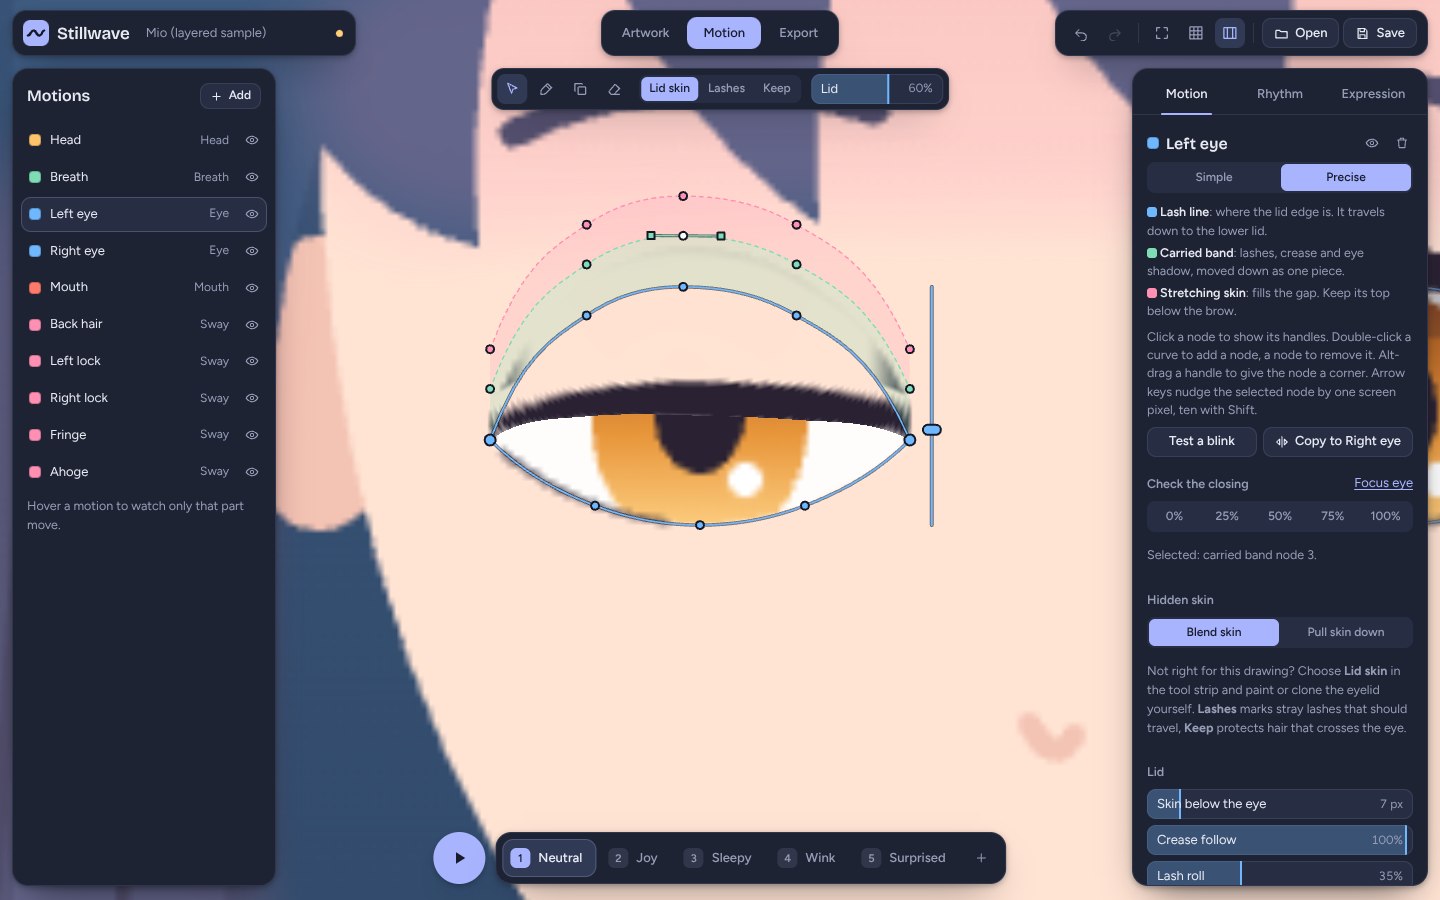 Stillwave Mio (layered sample)
Artwork Motion Export
Open Save
Motions Add
Head Head
Breath Breath
Left eye Eye
Right eye Eye
Mouth Mouth
Back hair Sway
Left lock Sway
Right lock Sway
Fringe Sway
Ahoge Sway
Hover a motion to watch only that part
move.
Lid skin Lashes Keep Lid 60%
1 Neutral 2 Joy 3 Sleepy 4 Wink 5 Surprised
Motion Rhythm Expression
Left eye
Simple Precise
Lash line: where the lid edge is. It travels
down to the lower lid.
Carried band: lashes, crease and eye
shadow, moved down as one piece.
Stretching skin: fills the gap. Keep its top
below the brow.
Click a node to show its handles. Double-click a
curve to add a node, a node to remove it. Alt-
drag a handle to give the node a corner. Arrow
keys nudge the selected node by one screen
pixel, ten with Shift.
Test a blink Copy to Right eye
Check the closing Focus eye
0% 25% 50% 75% 100%
Selected: carried band node 3.
Hidden skin
Blend skin Pull skin down
Not right for this drawing? Choose Lid skin in
the tool strip and paint or clone the eyelid
yourself. Lashes marks stray lashes that should
travel, Keep protects hair that crosses the eye.
Lid
Skin below the eye 7 px
Crease follow 100%
Lash roll 35%